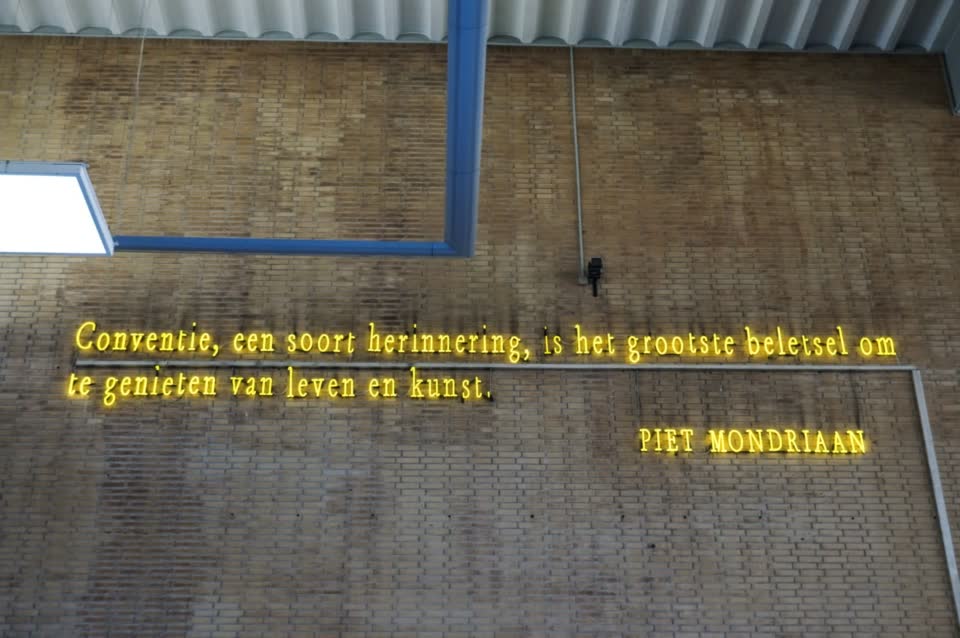 Conventie, een soort herinnering, is het grootste beletsel om
te genieten van leven en kunst.
PIET MONDRIAAN